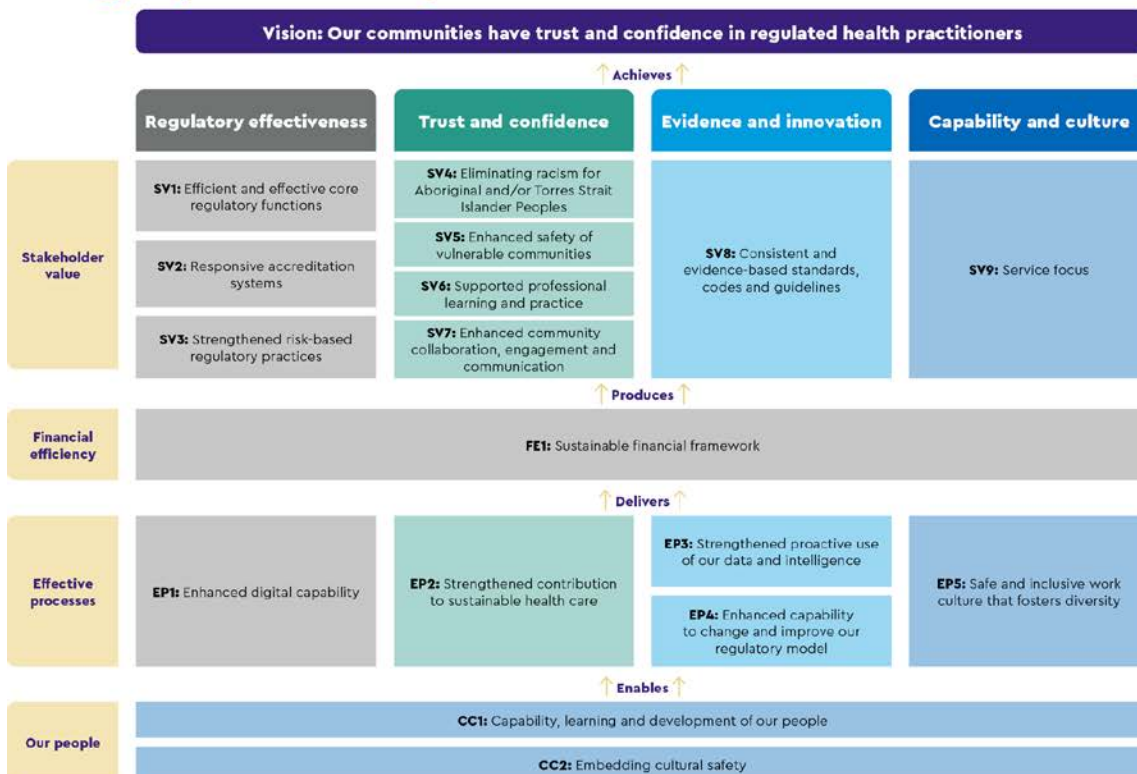 Vision: Our communities have trust and confidence in regulated health practitioners
Achieves
Regulatory effectiveness
Trust and confidence
Evidence and innovation
Capability and culture
Stakeholder
value
SV1: Efficient and effective core
regulatory functions
SV2: Responsive accreditation
systems
SV3: Strengthened risk-based
regulatory practices
SV4: Eliminating racism for
Aboriginal and/or Torres Strait
Islander Peoples
SV5: Enhanced safety of
vulnerable communities
SV6: Supported professional
learning and practice
SV7: Enhanced community
collaboration, engagement and
communication
SV8: Consistent and
evidence-based standards,
codes and guidelines
SV9: Service focus
Produces
Financial
efficiency
FE1: Sustainable financial framework
Delivers
Effective
processes
EP1: Enhanced digital capability
EP2: Strengthened contribution
to sustainable health care
EP3: Strengthened proactive use
of our data and intelligence
EP4: Enhanced capability
to change and improve our
regulatory model
EP5: Safe and inclusive work
culture that fosters diversity
Enables
Our people
CC1: Capability, learning and development of our people
CC2: Embedding cultural safety